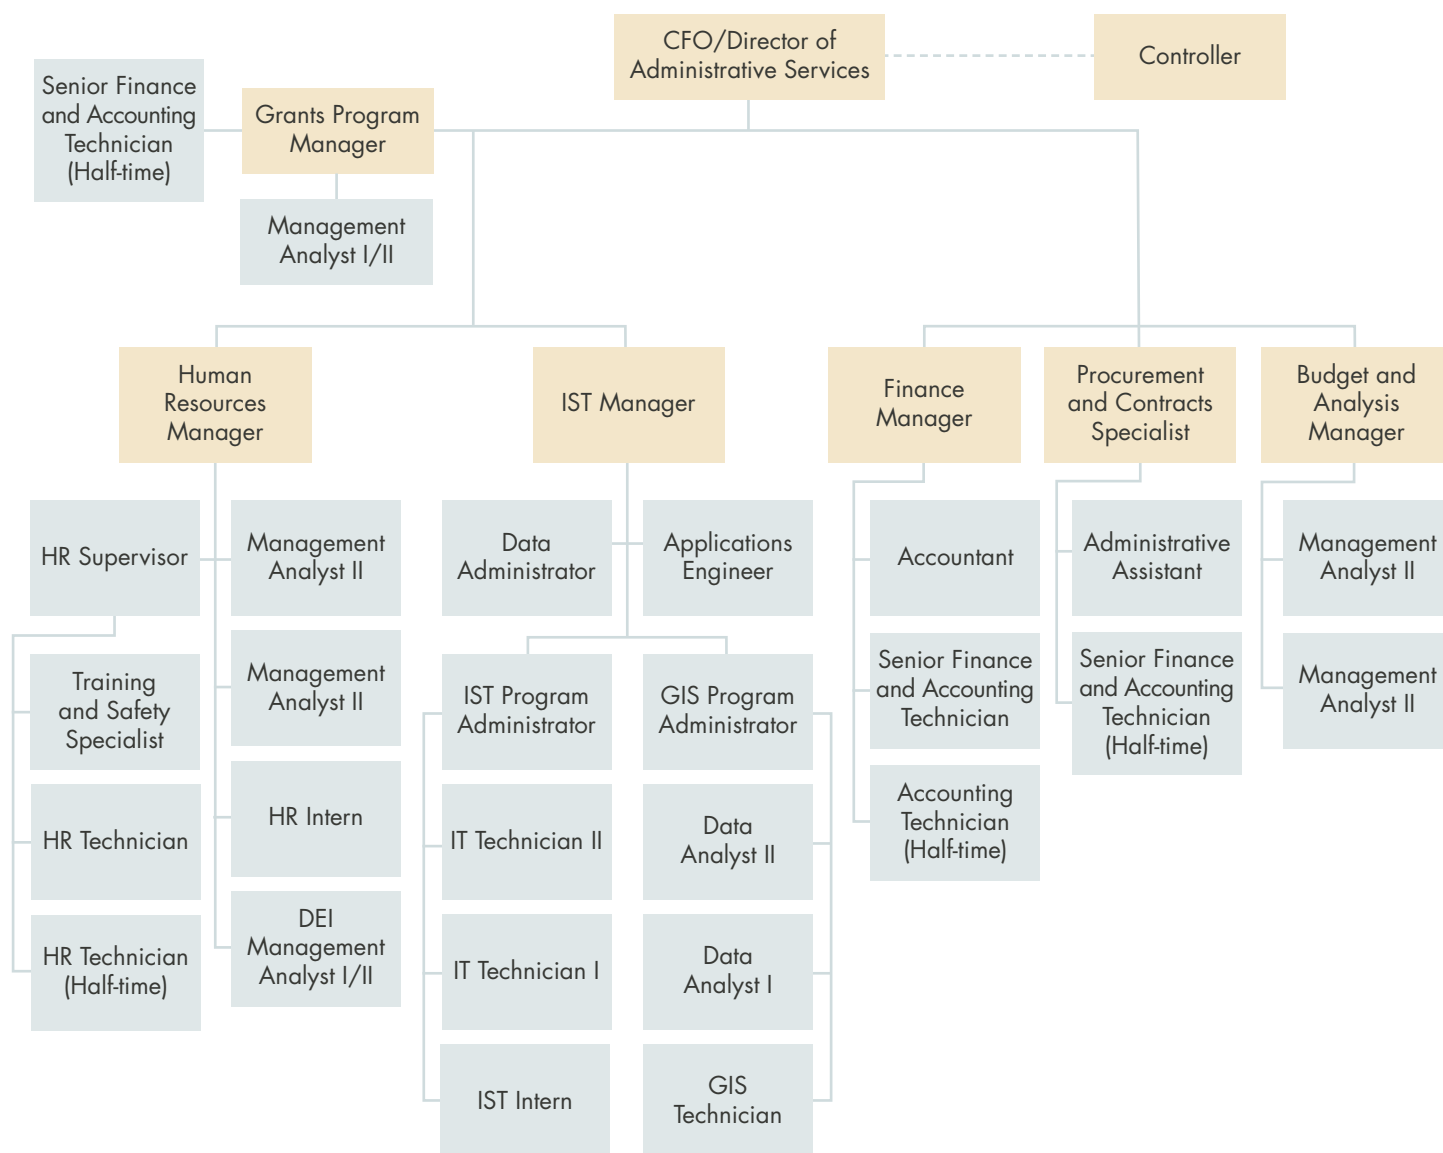 CFO/Director of
Administrative Services
Controller
Senior Finance
and Accounting
Technician
(Half-time)
Grants Program
Manager
Management
Analyst I/II
Human
Resources
Manager
IST Manager
Finance
Manager
Procurement
and Contracts
Specialist
Budget and
Analysis
Manager
HR Supervisor
Management
Analyst II
Data
Administrator
Applications
Engineer
Accountant
Administrative
Assistant
Management
Analyst II
Training
and Safety
Specialist
Management
Analyst II
IST Program
Administrator
GIS Program
Administrator
Senior Finance
and Accounting
Technician
Senior Finance
and Accounting
Technician
(Half-time)
Management
Analyst II
HR Technician
HR Intern
IT Technician II
Data
Analyst II
Accounting
Technician
(Half-time)
HR Technician
(Half-time)
DEI
Management
Analyst I/II
IT Technician I
Data
Analyst I
IST Intern
GIS
Technician